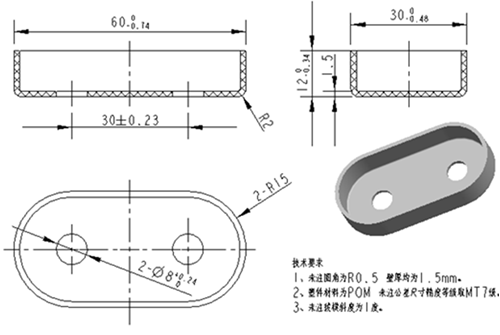 60 0 -0.74
30 0 -0.48
12 0 -0.34
1.5
R2
30±0.23
2-R15
2-Ø8 +0.24 0
技术要求
1、未注圆角为R0.5 壁厚均为1.5mm。
2、塑件材料为POM 未注公差尺寸精度等级取MT7级。
3、未注拔模斜度为1度。